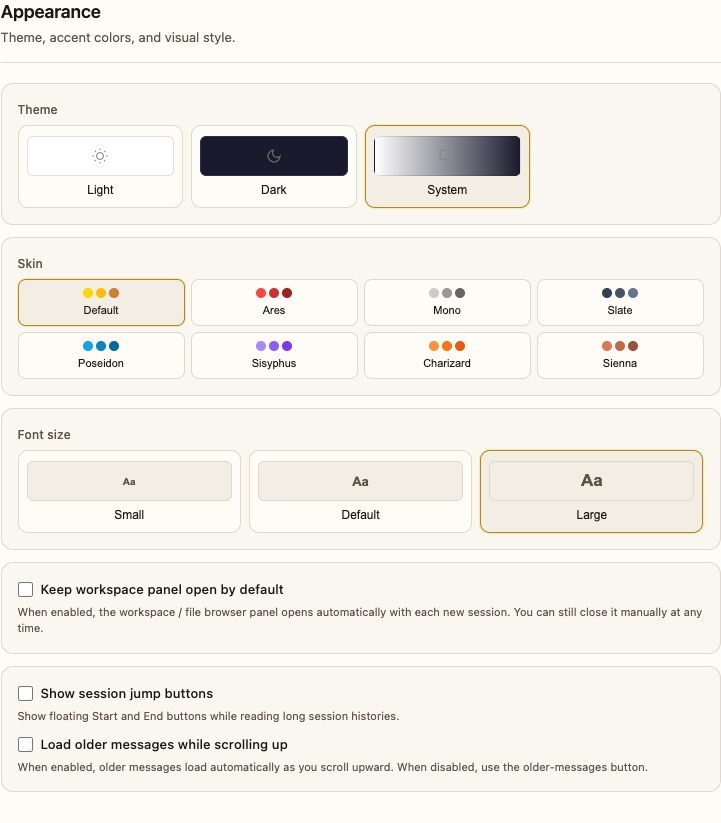 Appearance
Theme, accent colors, and visual style.
Theme
Light
Dark
System
Skin
Default
Ares
Mono
Slate
Poseidon
Sisyphus
Charizard
Sienna
Font size
Aa
Aa
Aa
Small
Default
Large
Keep workspace panel open by default
When enabled, the workspace / file browser panel opens automatically with each new session. You can still close it manually at any
time.
Show session jump buttons
Show floating Start and End buttons while reading long session histories.
Load older messages while scrolling up
When enabled, older messages load automatically as you scroll upward. When disabled, use the older-messages button.